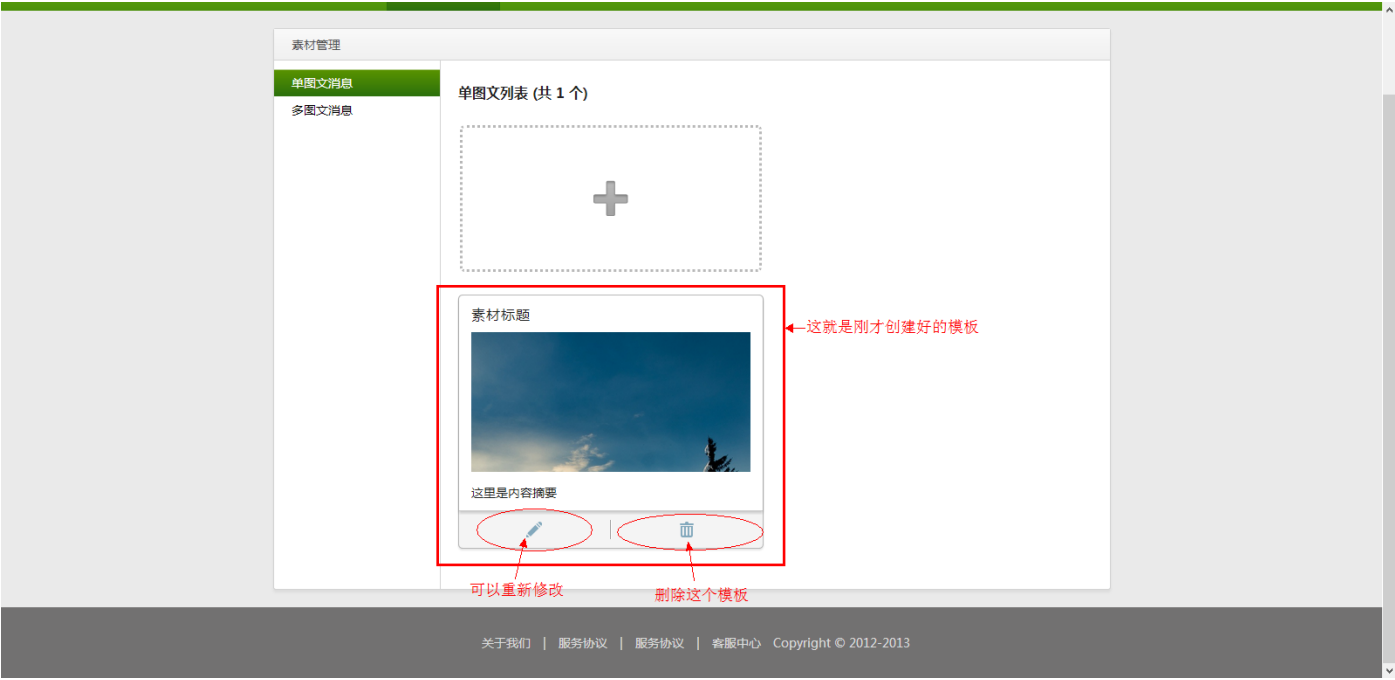 素材管理
单图文消息
多图文消息
单图文列表 (共 1 个)
素材标题
这就是刚才创建好的模板
这里是内容摘要
可以重新修改
删除这个模板
关于我们 | 服务协议 | 服务协议 | 客服中心 Copyright © 2012-2013